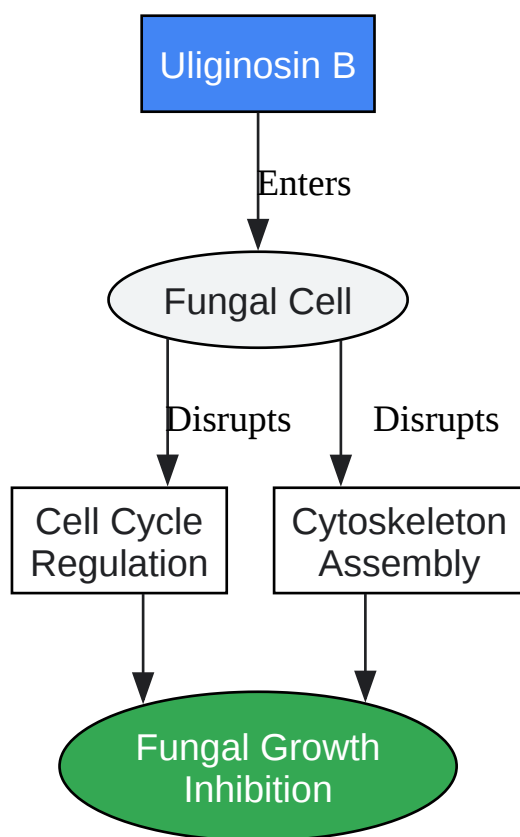 Uliginosin B
Enters
Fungal Cell
Disrupts
Disrupts
Cell Cycle
Regulation
Cytoskeleton
Assembly
Fungal Growth
Inhibition